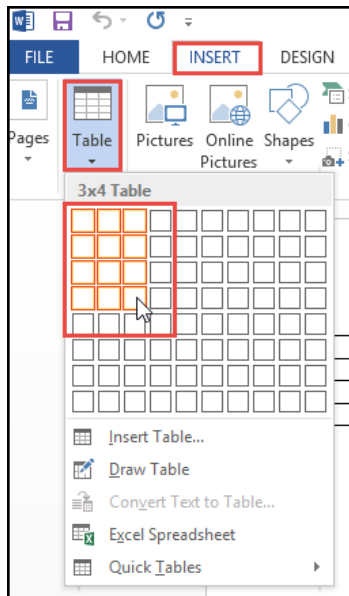 FILE HOME INSERT DESIGN
Pages Table Pictures Online Pictures Shapes
3x4 Table
Insert Table...
Draw Table
Convert Text to Table...
Excel Spreadsheet
Quick Tables